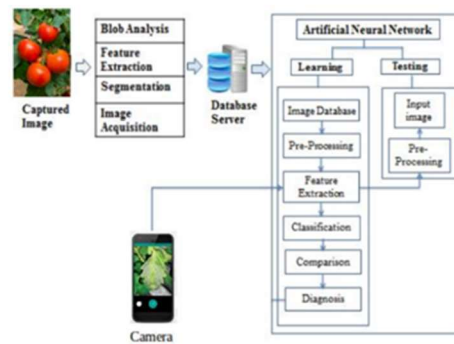 Captured
Image
Blob Analysis
Feature
Extraction
Segmentation
Image
Acquisition
Database
Server
Artificial Neural Network
Learning
Testing
Image Database
Pre-Processing
Feature
Extraction
Classification
Comparison
Diagnosis
Input
image
Pre-
Processing
Camera